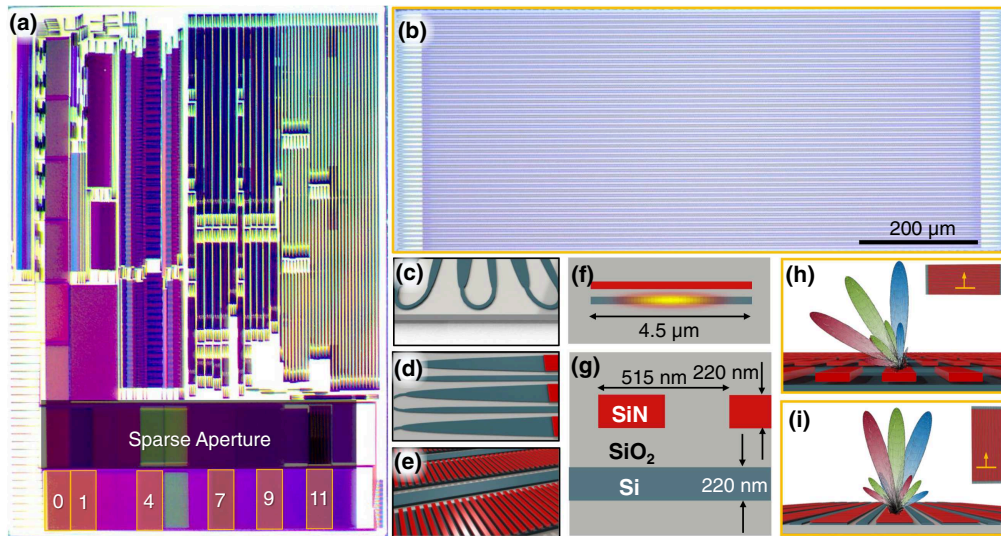 (a)
Sparse Aperture
0 1 4 7 9 11
(b)
200 µm
(c)
(d)
(e)
(f)
4.5 µm
(g)
515 nm 220 nm
SiN
SiO2
Si 220 nm
(h)
(i)